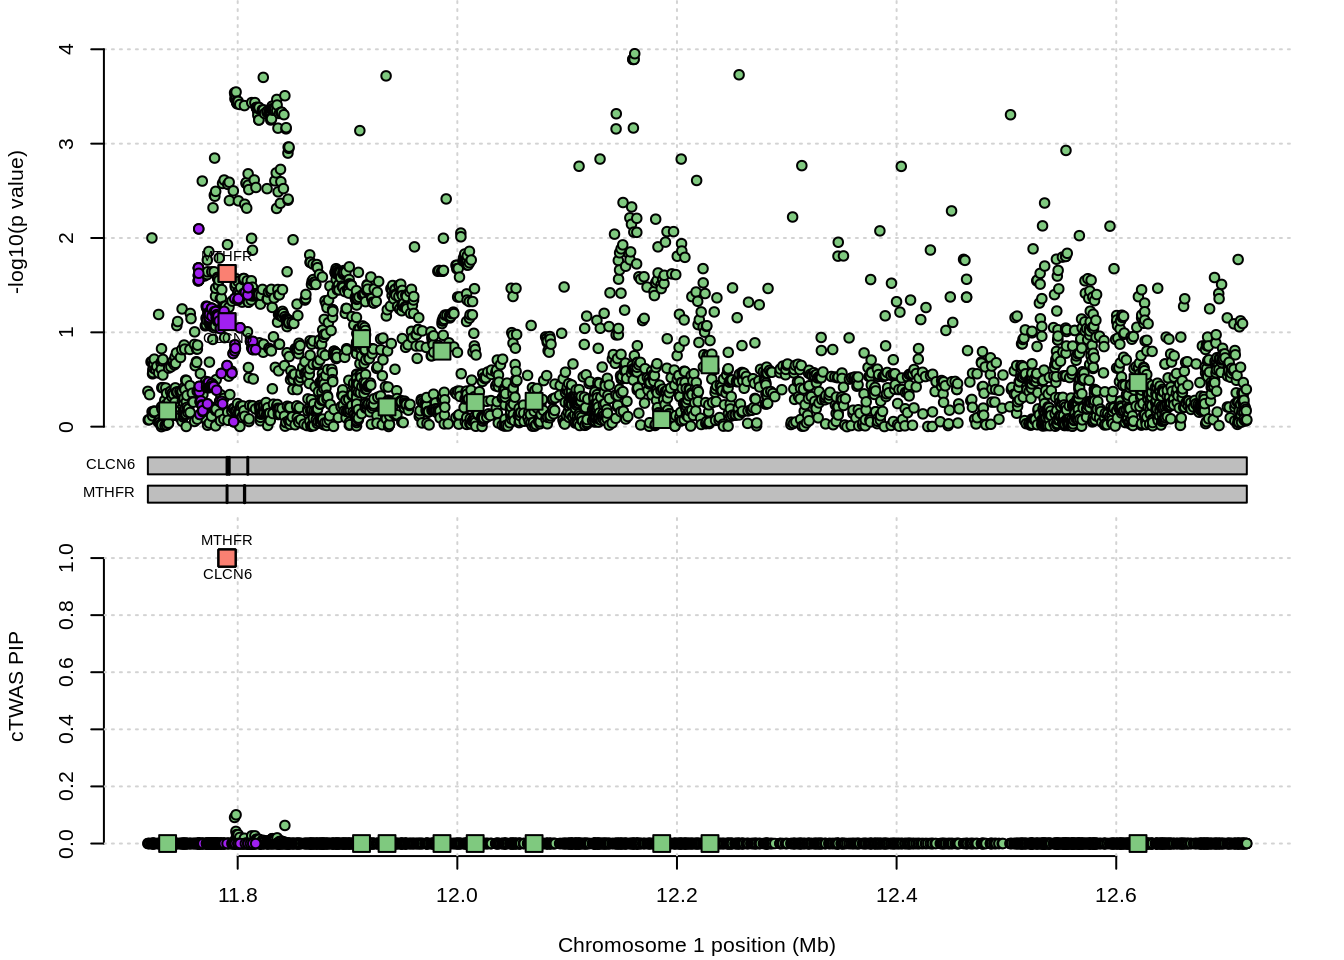 4
3
2
1
0
-log10(p value)
MTHFR
CLCN6
MTHFR
MTHFR
CLCN6
1.0
0.8
0.6
0.4
0.2
0.0
cTWAS PIP
11.8
12.0
12.2
12.4
12.6
Chromosome 1 position (Mb)